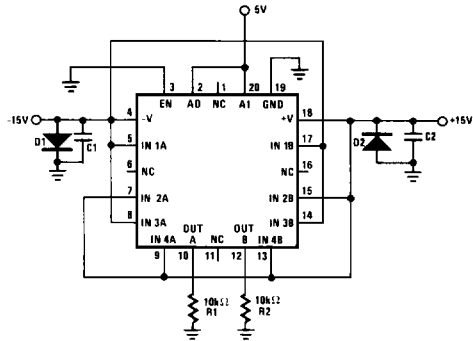 5V
3 2 1 20 19
EN AO NC A1 GND
-15V 4 -V +V 18 +15V
D1 C1 D2 C2
5 IN 1A IN 1B 17
6 NC NC 16
7 IN 2A IN 2B 15
8 IN 3A IN 3B 14
OUT OUT
IN 4A A NC B IN 4B
9 10 11 12 13
10kΩ 10kΩ
R1 R2